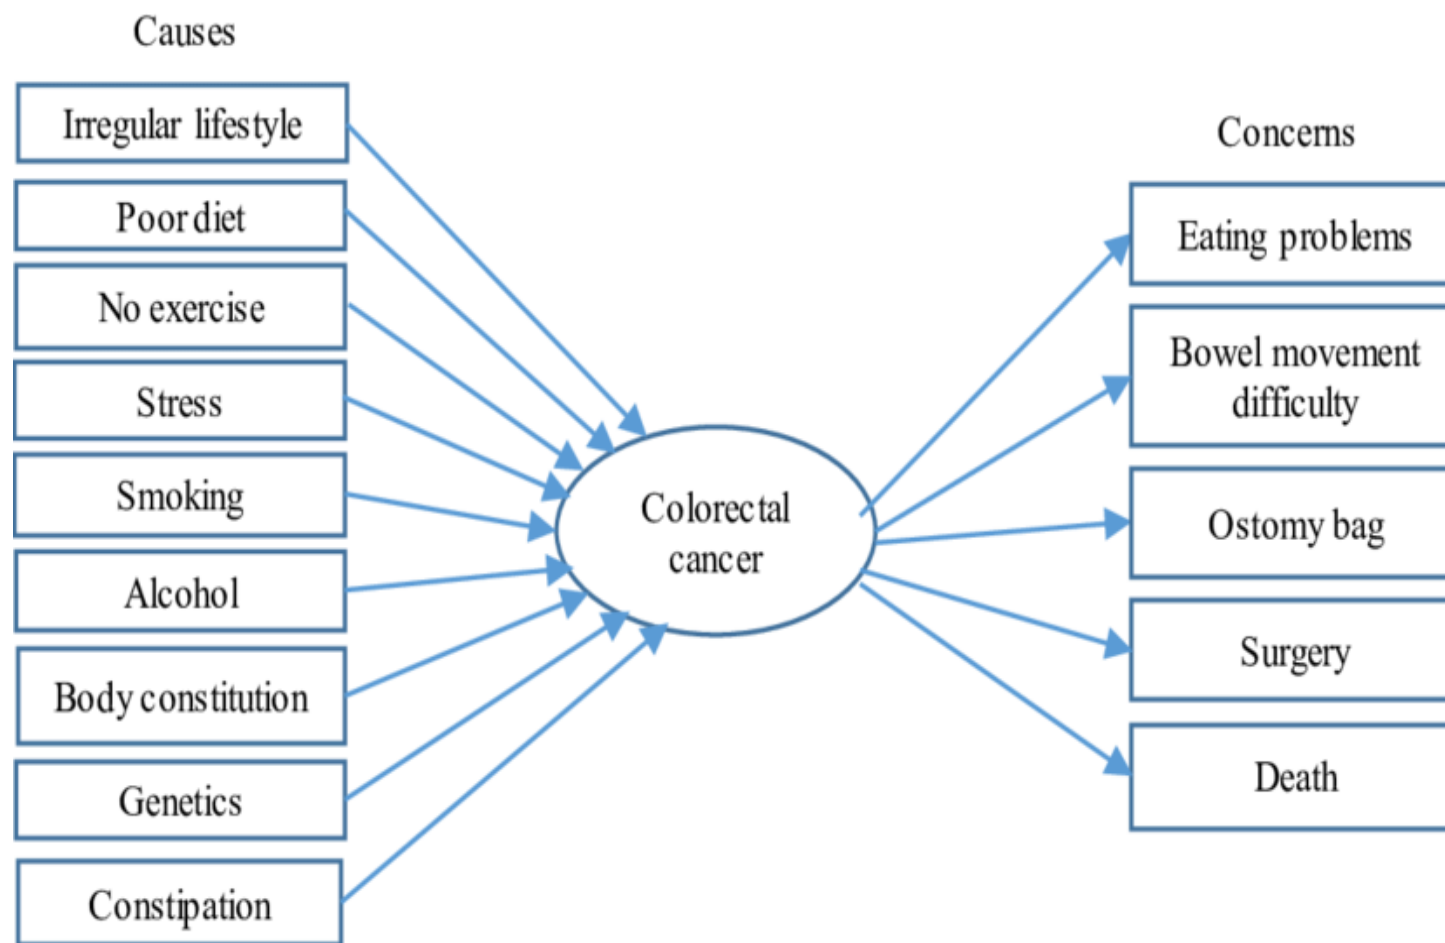 Causes
Irregular lifestyle
Poor diet
No exercise
Stress
Smoking
Alcohol
Body constitution
Genetics
Constipation
Colorectal
cancer
Concerns
Eating problems
Bowel movement
difficulty
Ostomy bag
Surgery
Death